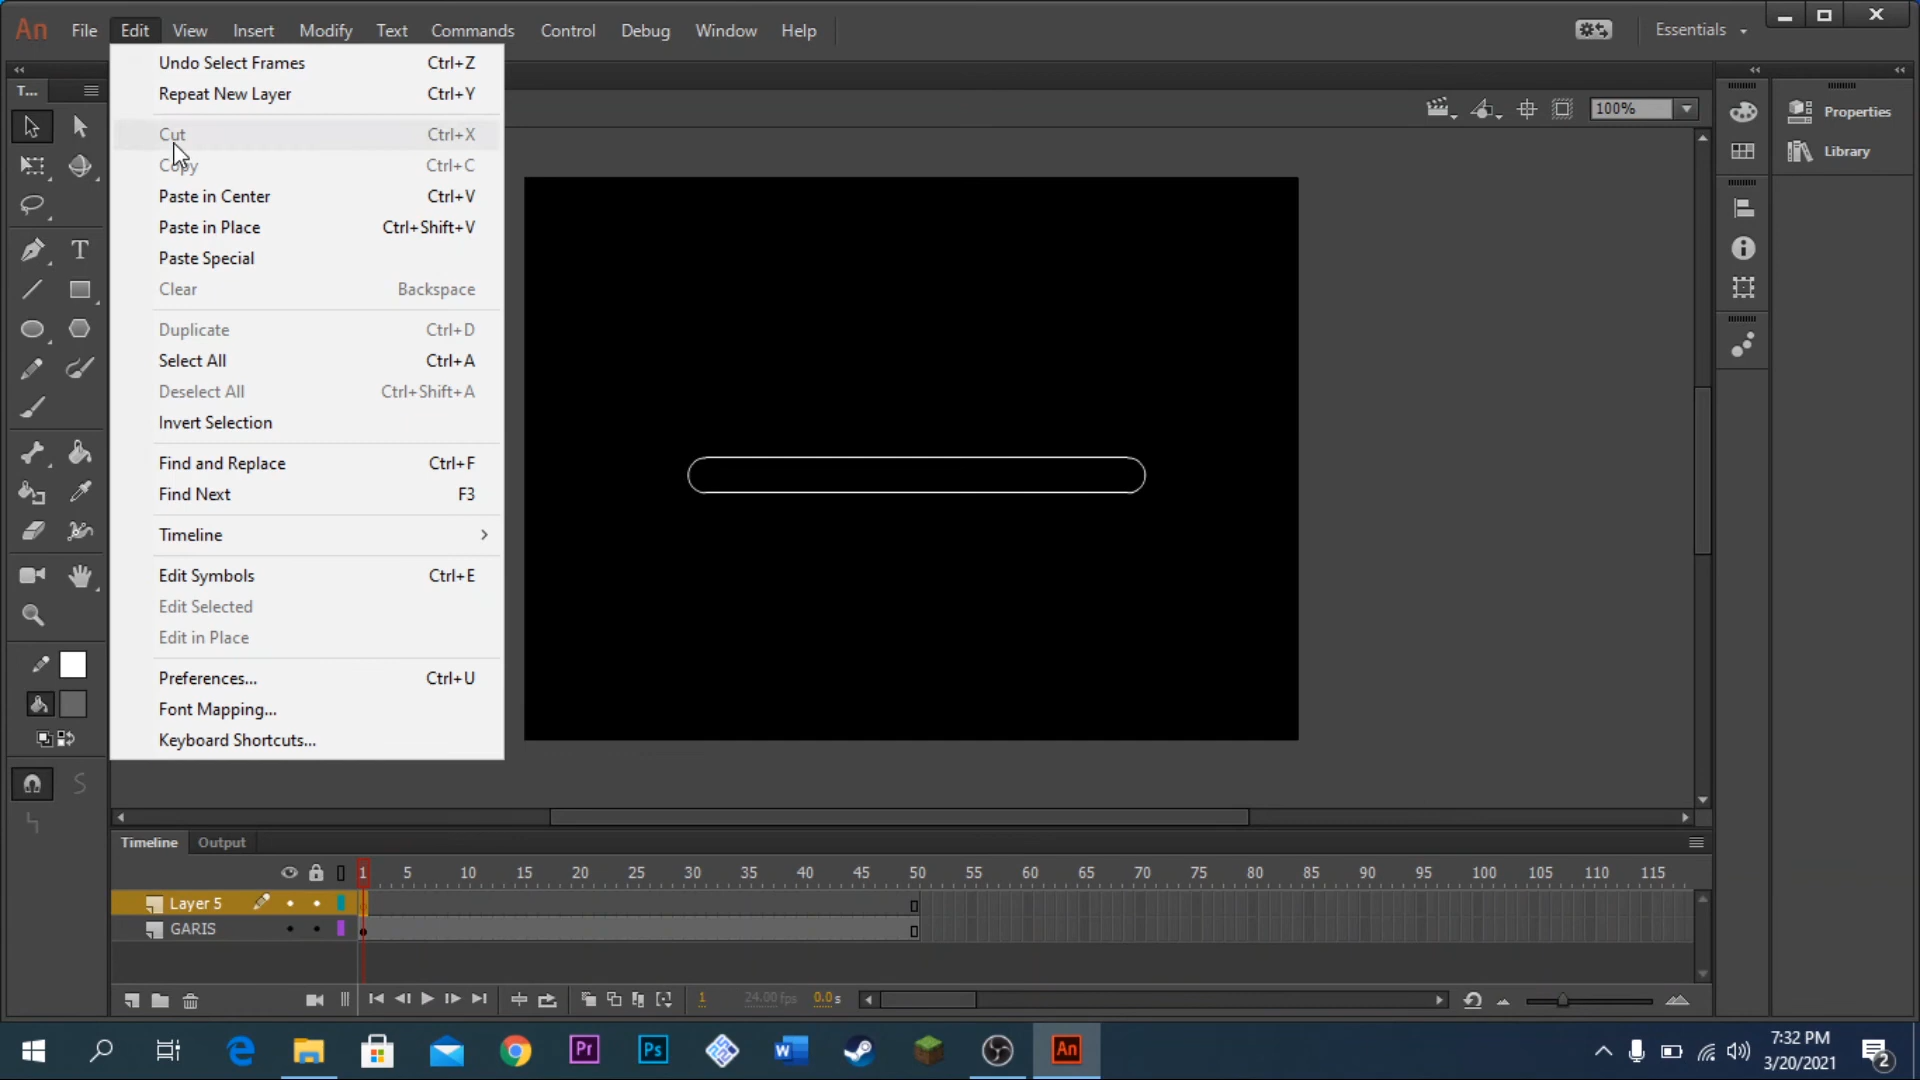 An File Edit View Insert Modify Text Commands Control Debug Window Help Essentials
Undo Select Frames Ctrl+Z
Repeat New Layer Ctrl+Y
Cut Ctrl+X
Copy Ctrl+C
Paste in Center Ctrl+V
Paste in Place Ctrl+Shift+V
Paste Special
Clear Backspace
Duplicate Ctrl+D
Select All Ctrl+A
Deselect All Ctrl+Shift+A
Invert Selection
Find and Replace Ctrl+F
Find Next F3
Timeline
Edit Symbols Ctrl+E
Edit Selected
Edit in Place
Preferences... Ctrl+U
Font Mapping...
Keyboard Shortcuts...
T...
T
100%
Properties
Library
Timeline Output
1 5 10 15 20 25 30 35 40 45 50 55 60 65 70 75 80 85 90 95 100 105 110 115
Layer 5
GARIS
1 24.00 fps 0.0 s
Pr Ps W An
7:32 PM
3/20/2021
2